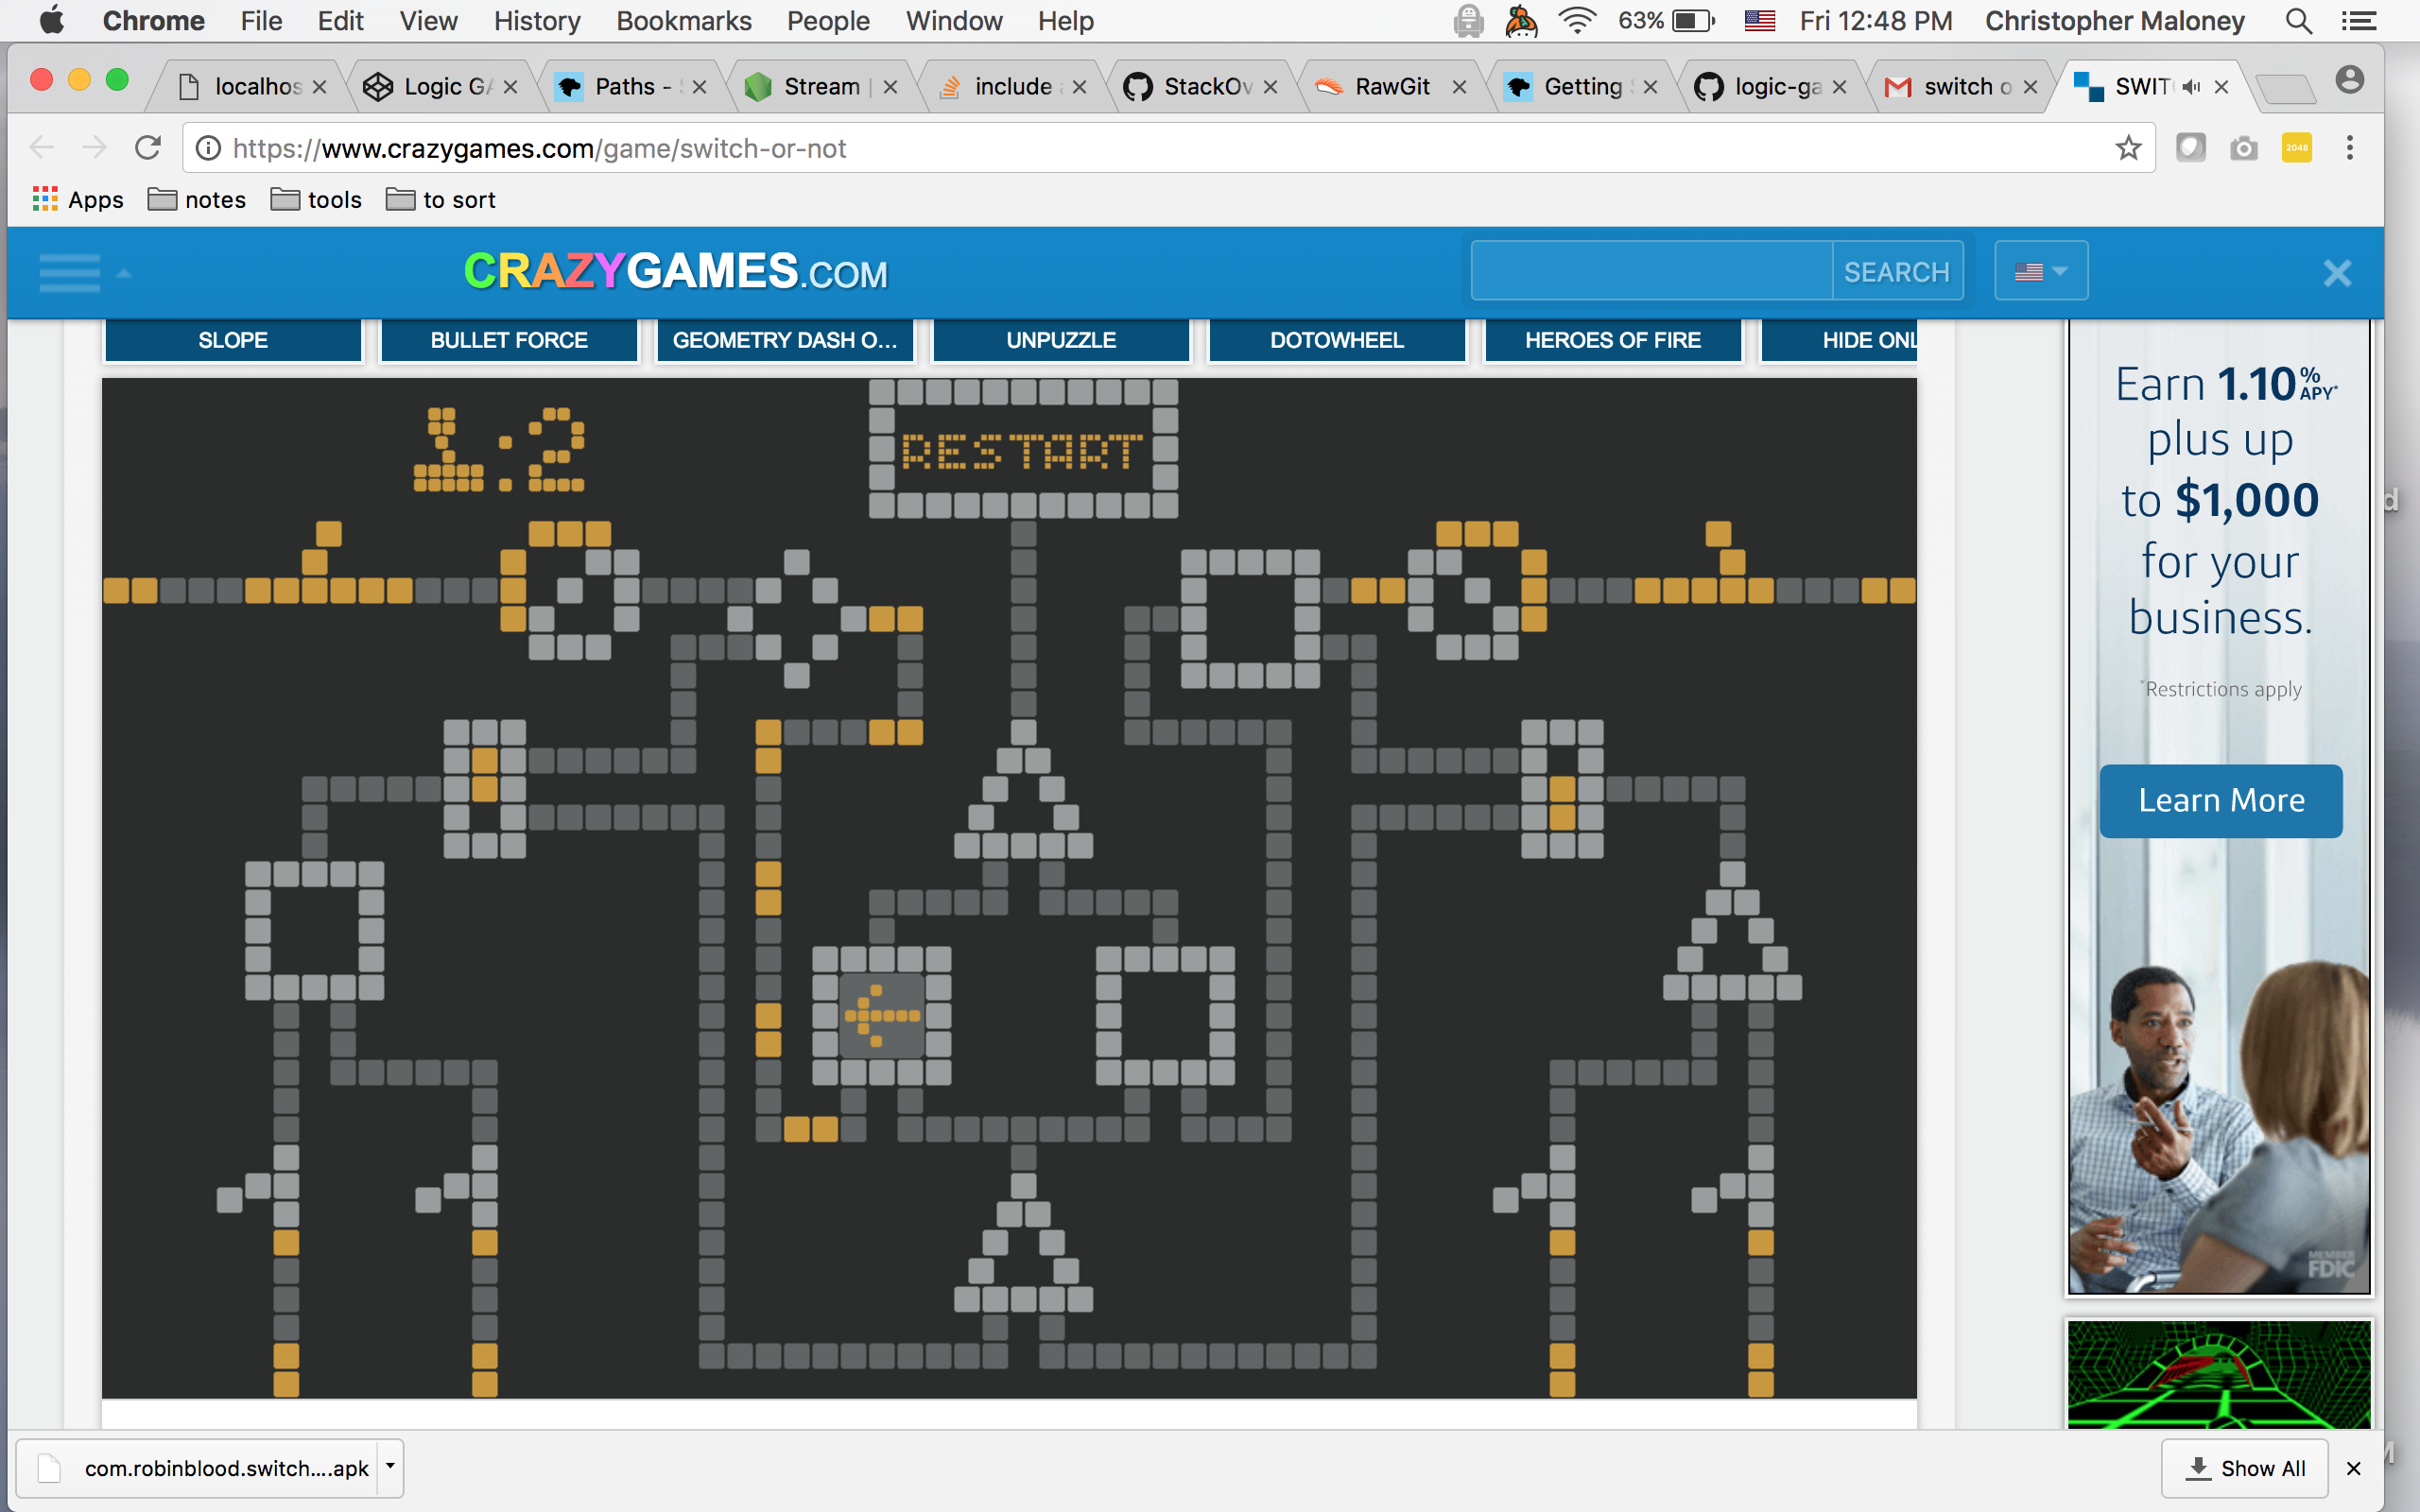 Chrome File Edit View History Bookmarks People Window Help 63% Fri 12:48 PM Christopher Maloney
localhos Logic GA Paths - Stream | include StackOv RawGit Getting logic-ga switch o SWIT
https://www.crazygames.com/game/switch-or-not 2048
Apps notes tools to sort
CRAZYGAMES.COM SEARCH
SLOPE BULLET FORCE GEOMETRY DASH O... UNPUZZLE DOTOWHEEL HEROES OF FIRE HIDE ONL
1:2
RESTART
Earn 1.10% APY*
plus up
to $1,000
for your
business.
*Restrictions apply
Learn More
MEMBER
FDIC
com.robinblood.switch....apk Show All